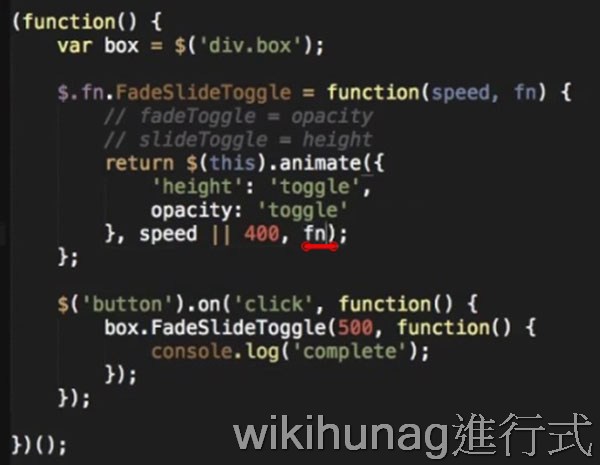 (function() {
    var box = $('div.box');

    $.fn.FadeSlideToggle = function(speed, fn) {
        // fadeToggle = opacity
        // slideToggle = height
        return $(this).animate({
            'height': 'toggle',
            opacity: 'toggle'
        }, speed || 400, fn);
    };

    $('button').on('click', function() {
        box.FadeSlideToggle(500, function() {
            console.log('complete');
        });
    });

})();
wikihunag進行式